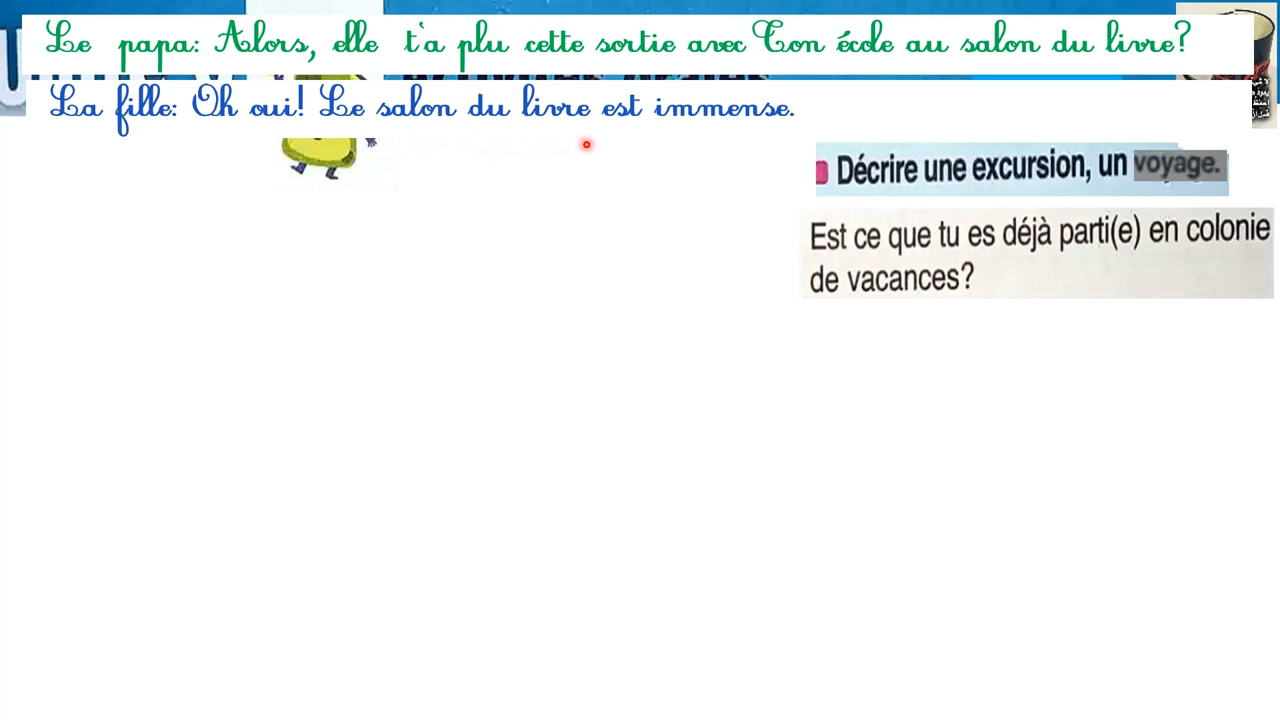 Le papa: Alors, elle t'a plu cette sortie avec Ton école au salon du livre?
La fille: Oh oui! Le salon du livre est immense.
Décrire une excursion, un voyage.
Est ce que tu es déjà parti(e) en colonie
de vacances?